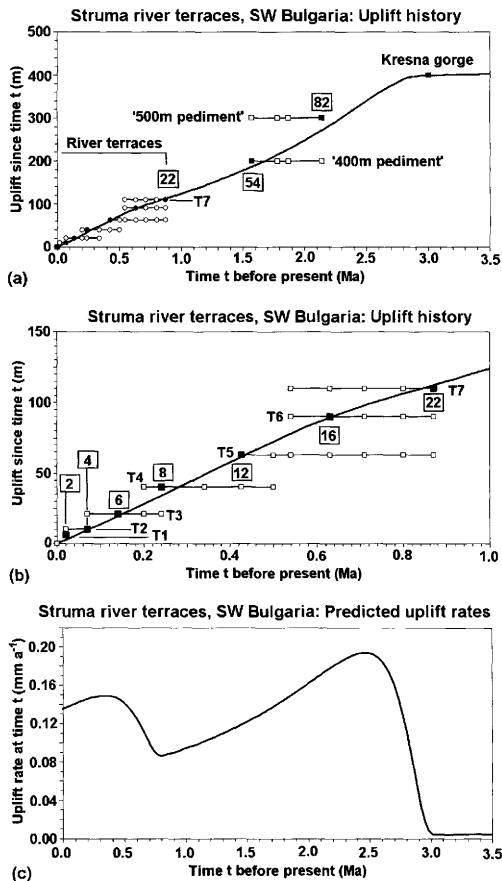 Struma river terraces, SW Bulgaria: Uplift history
Uplift since time t (m)
500
400
300
200
100
0
Kresna gorge
82
'500m pediment'
River terraces
22
'400m pediment'
54
T7
0.0 0.5 1.0 1.5 2.0 2.5 3.0 3.5
Time t before present (Ma)
(a)
Struma river terraces, SW Bulgaria: Uplift history
Uplift since time t (m)
150
100
50
0
T7
22
T6
16
T5
12
4
2
T4
8
6
T3
T2
T1
0.0 0.2 0.4 0.6 0.8 1.0
Time t before present (Ma)
(b)
Struma river terraces, SW Bulgaria: Predicted uplift rates
Uplift rate at time t (mm a⁻¹)
0.20
0.16
0.12
0.08
0.04
0.00
0.0 0.5 1.0 1.5 2.0 2.5 3.0 3.5
Time t before present (Ma)
(c)